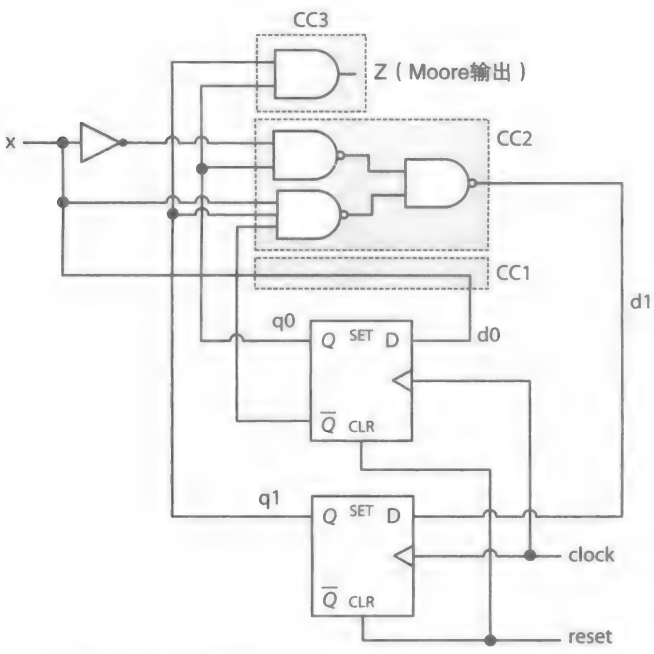 CC3
Z（Moore输出）
x
CC2
CC1
d1
q0
Q SET D
d0
Q̅ CLR
q1
Q SET D
clock
Q̅ CLR
reset